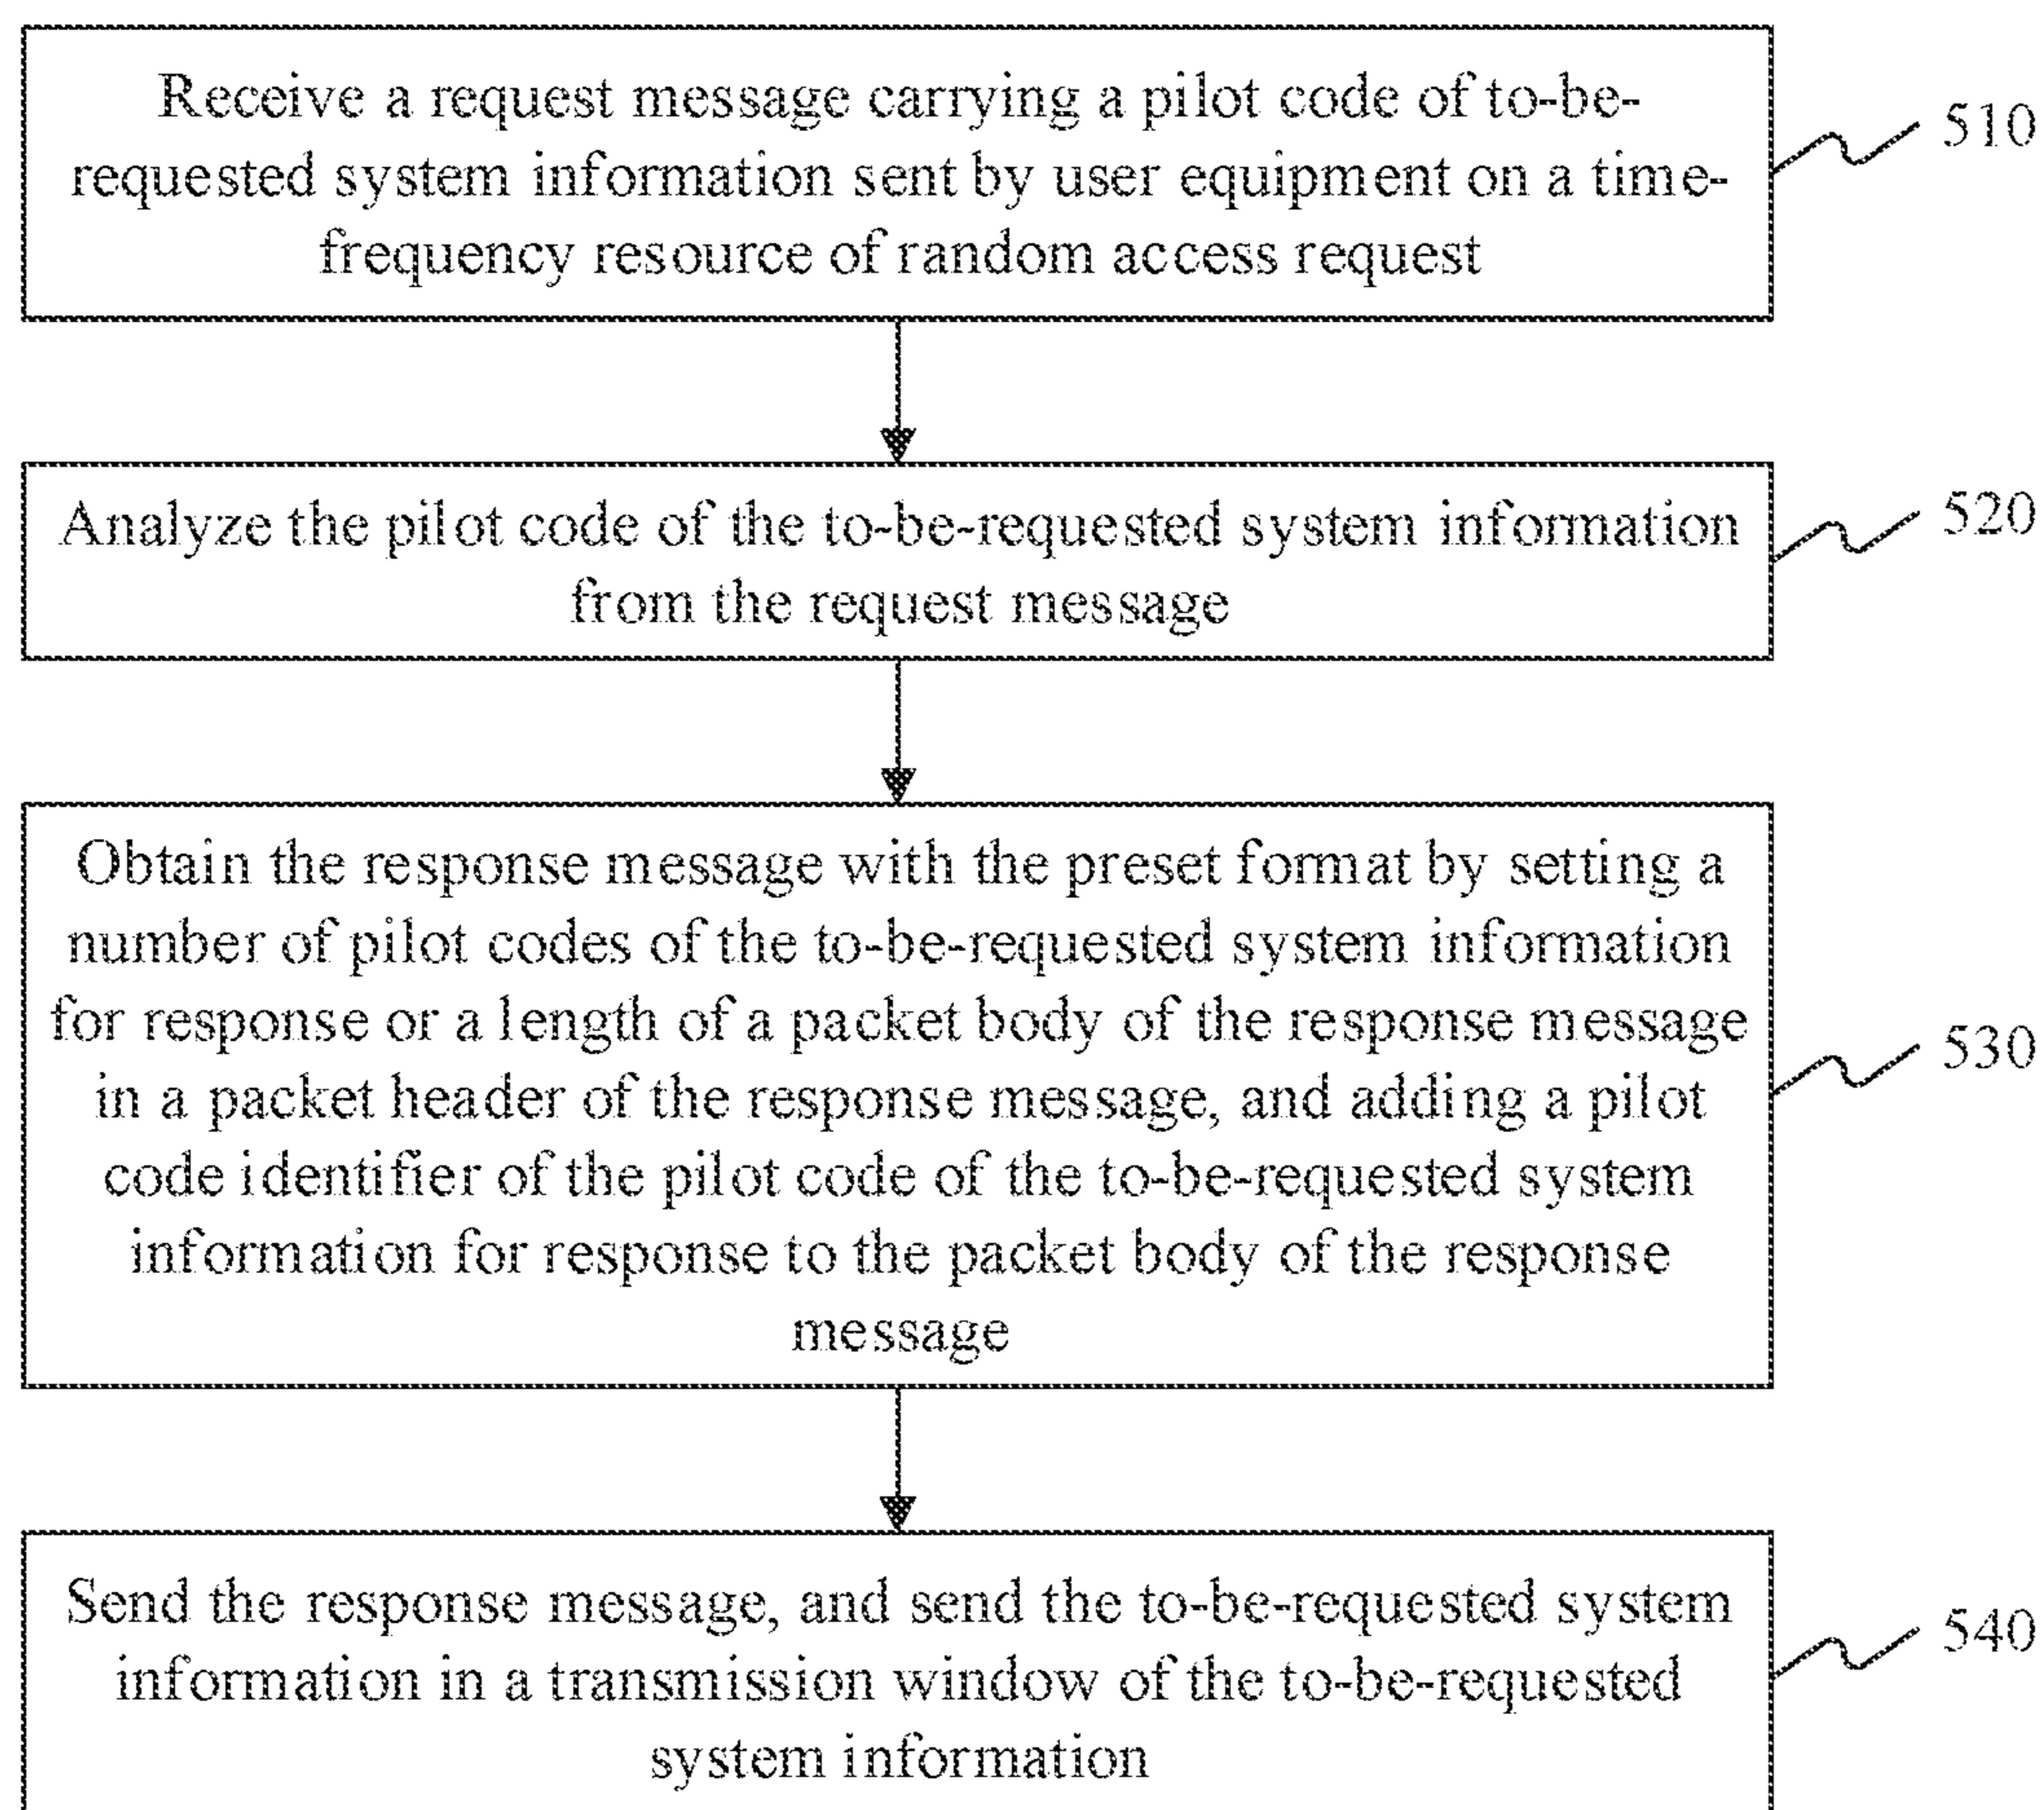 Receive a request message carrying a pilot code of to-be-
requested system information sent by user equipment on a time-
frequency resource of random access request
510
Analyze the pilot code of the to-be-requested system information
from the request message
520
Obtain the response message with the preset format by setting a
number of pilot codes of the to-be-requested system information
for response or a length of a packet body of the response message
in a packet header of the response message, and adding a pilot
code identifier of the pilot code of the to-be-requested system
information for response to the packet body of the response
message
530
Send the response message, and send the to-be-requested system
information in a transmission window of the to-be-requested
system information
540